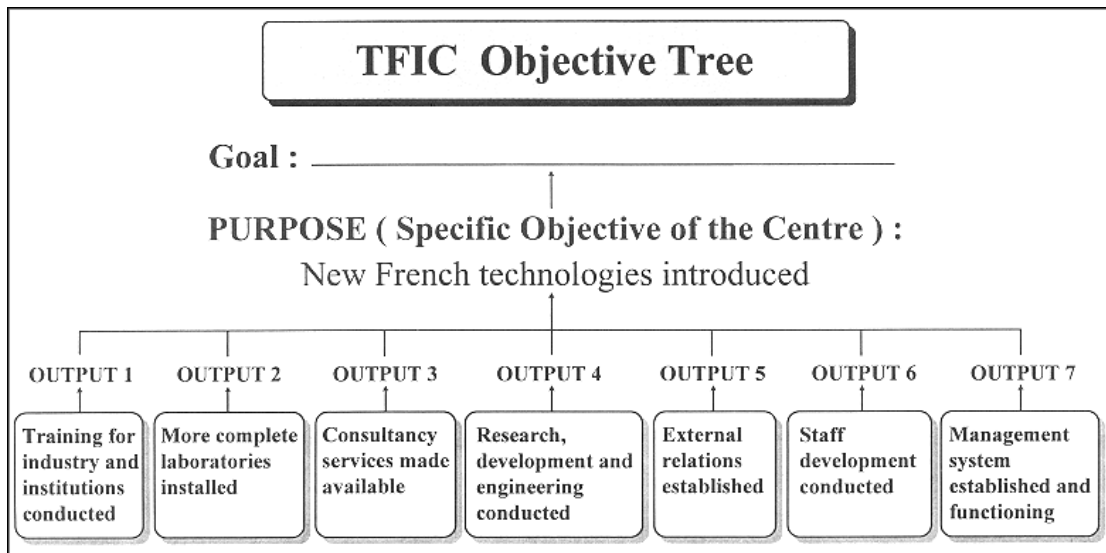 TFIC Objective Tree
Goal :
PURPOSE ( Specific Objective of the Centre ) :
New French technologies introduced
OUTPUT 1
OUTPUT 2
OUTPUT 3
OUTPUT 4
OUTPUT 5
OUTPUT 6
OUTPUT 7
Training for
industry and
institutions
conducted
More complete
laboratories
installed
Consultancy
services made
available
Research,
development and
engineering
conducted
External
relations
established
Staff
development
conducted
Management
system
established and
functioning